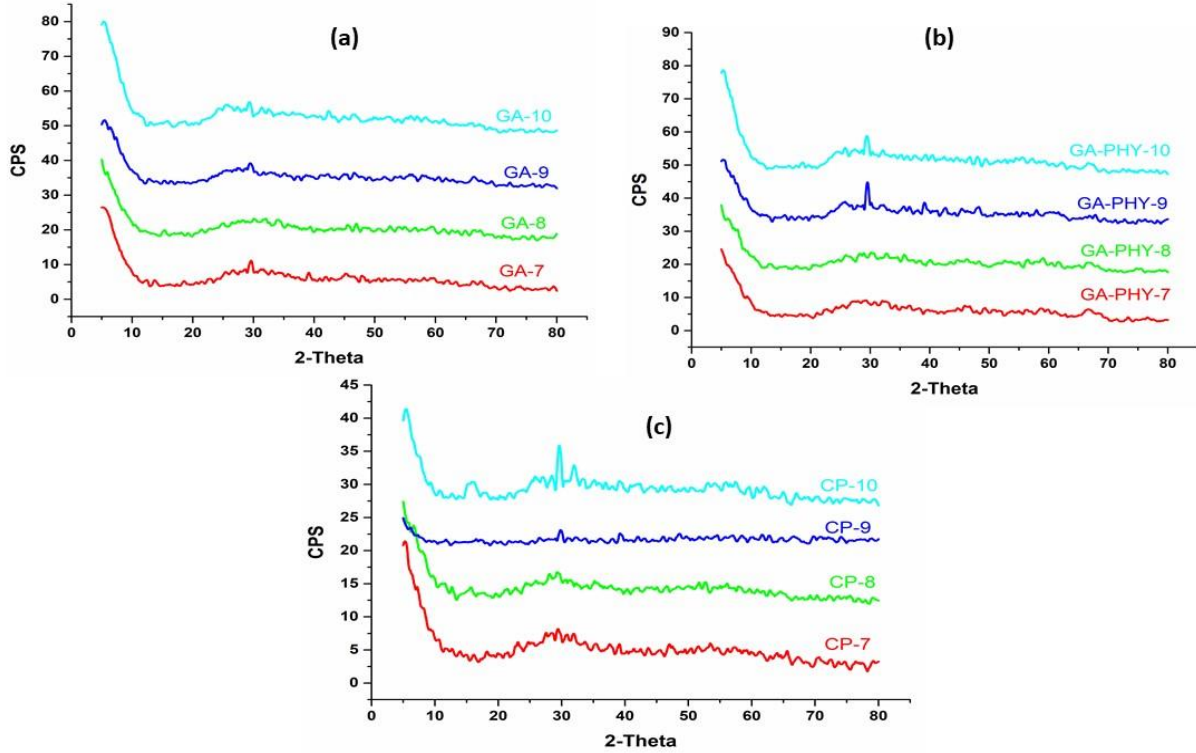 (a)
80
70
60
50
40
30
20
10
0
CPS
GA-10
GA-9
GA-8
GA-7
0 10 20 30 40 50 60 70 80
2-Theta
(b)
90
80
70
60
50
40
30
20
10
0
CPS
GA-PHY-10
GA-PHY-9
GA-PHY-8
GA-PHY-7
0 10 20 30 40 50 60 70 80
2-Theta
(c)
45
40
35
30
25
20
15
10
5
0
CPS
CP-10
CP-9
CP-8
CP-7
0 10 20 30 40 50 60 70 80
2-Theta